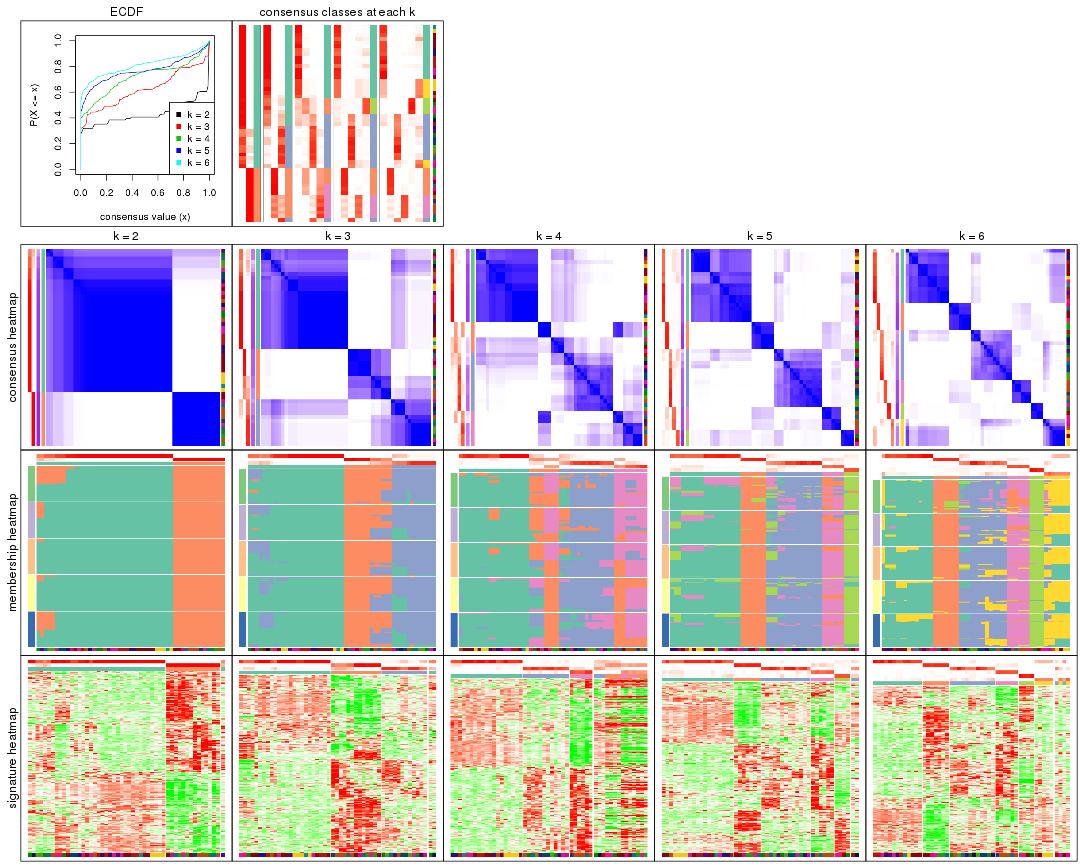 ECDF
consensus classes at each k
P(X <= x)
0.0 0.2 0.4 0.6 0.8 1.0
k = 2
k = 3
k = 4
k = 5
k = 6
0.0 0.2 0.4 0.6 0.8 1.0
consensus value (x)
k = 2 k = 3 k = 4 k = 5 k = 6
consensus heatmap
membership heatmap
signature heatmap